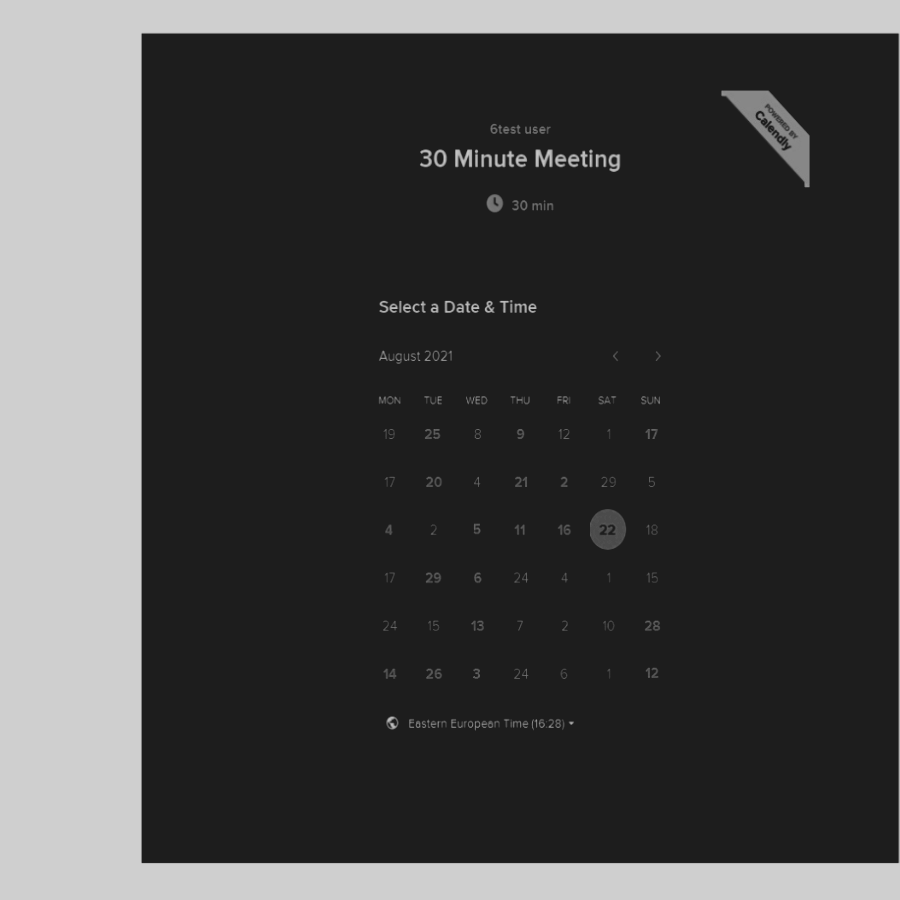 6test user
30 Minute Meeting
30 min
POWERED BY
Calendly
Select a Date & Time
August 2021
MON TUE WED THU FRI SAT SUN
19 25 8 9 12 1 17
17 20 4 21 2 29 5
4 2 5 11 16 22 18
17 29 6 24 4 1 15
24 15 13 7 2 10 28
14 26 3 24 6 1 12
Eastern European Time (16:28)